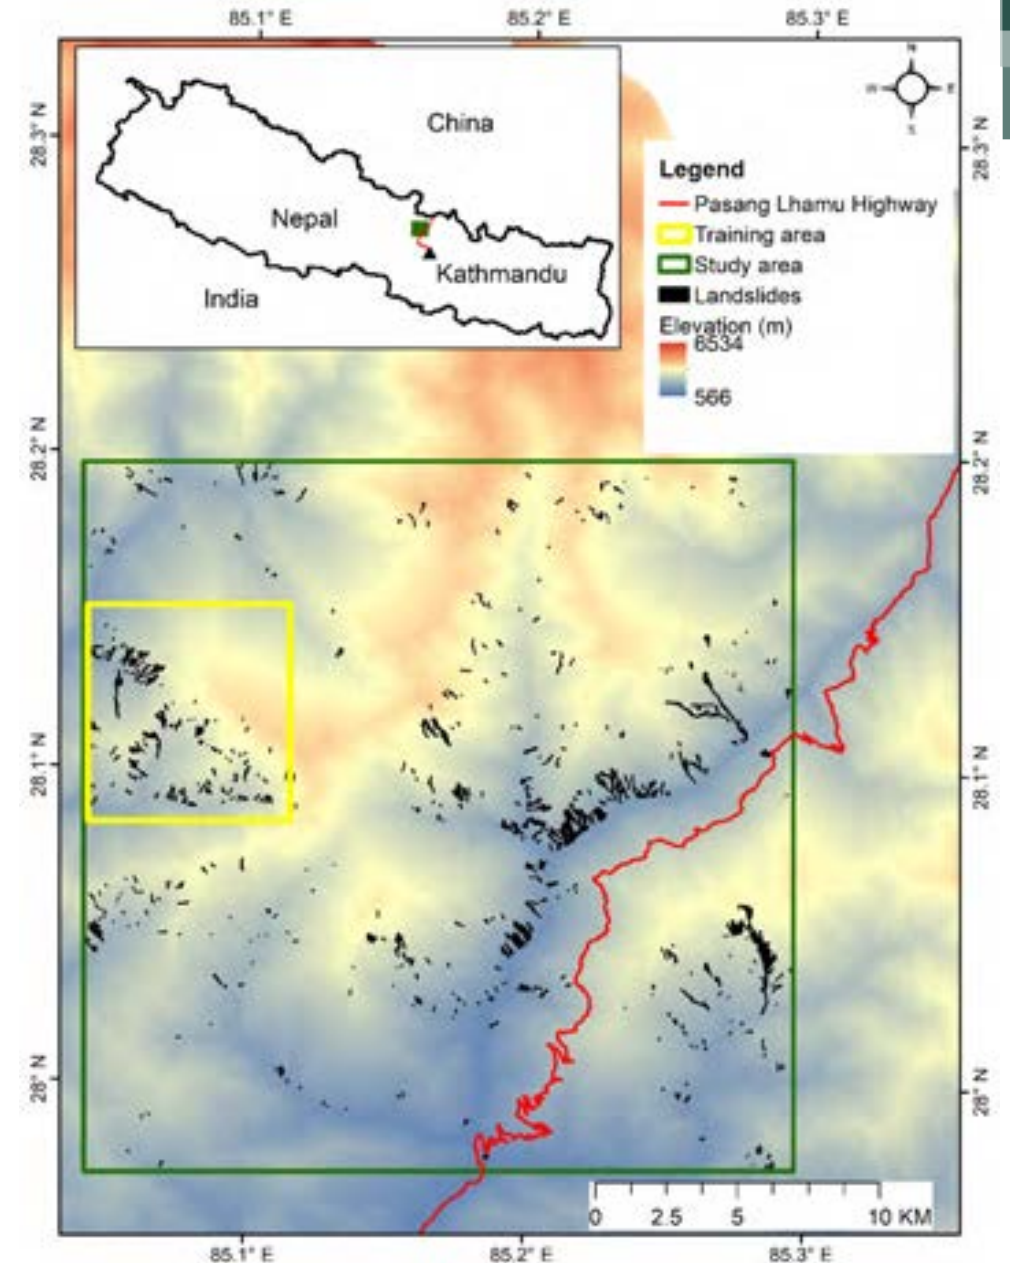 85.1° E 85.2° E 85.3° E
N
W E
S
28.3° N
28.3° N
China
Nepal
Kathmandu
India
Legend
Pasang Lhamu Highway
Training area
Study area
Landslides
Elevation (m)
6534
566
28.2° N
28.2° N
28.1° N
28.1° N
28° N
28° N
0 2.5 5 10 KM
85.1° E 85.2° E 85.3° E